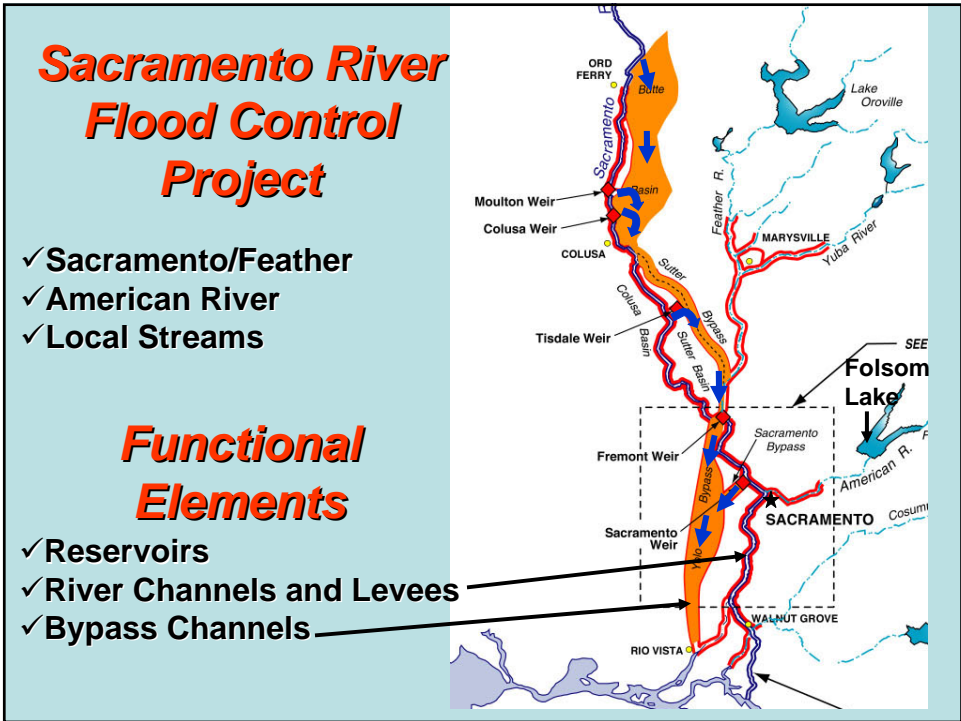 Sacramento River
Flood Control
Project
✓Sacramento/Feather
✓American River
✓Local Streams
Functional
Elements
✓Reservoirs
✓River Channels and Levees
✓Bypass Channels
ORD
FERRY
Butte
Lake
Oroville
Sacramento
Basin
Moulton Weir
Colusa Weir
COLUSA
Feather R.
MARYSVILLE
Yuba River
Sutter
Bypass
Colusa
Basin
Sutter Basin
Tisdale Weir
SEE
Folsom
Lake
Fremont Weir
Sacramento
Bypass
American R.
Yolo
Bypass
SACRAMENTO
Cosum
Sacramento
Weir
WALNUT GROVE
RIO VISTA